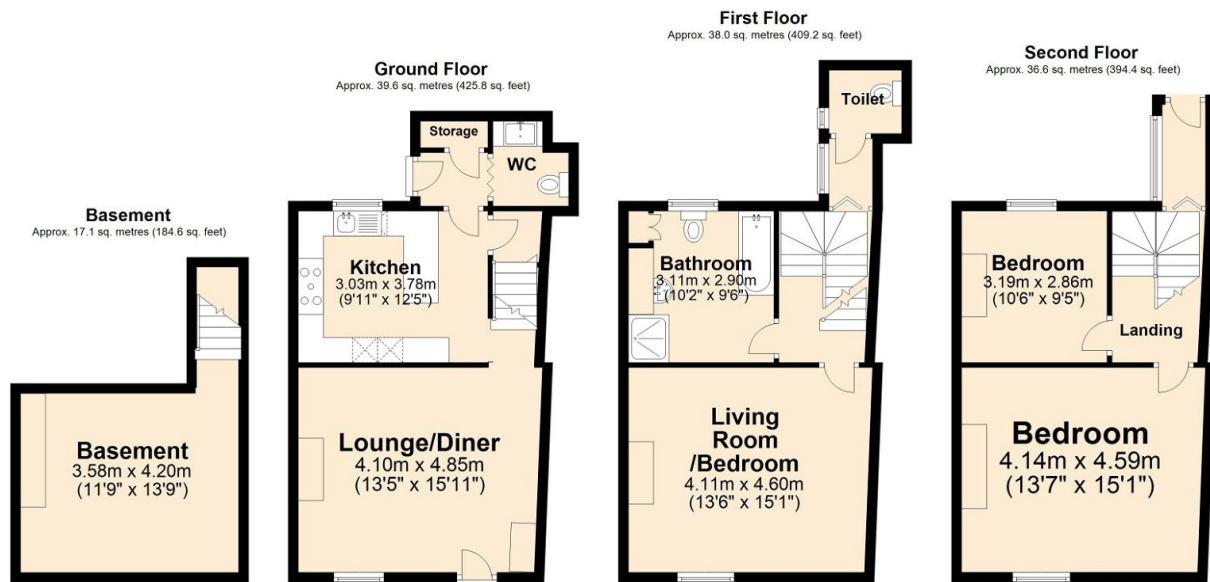 Basement
Approx. 17.1 sq. metres (184.6 sq. feet)
Basement
3.58m x 4.20m
(11'9" x 13'9")
Ground Floor
Approx. 39.6 sq. metres (425.8 sq. feet)
Storage
WC
Kitchen
3.03m x 3.78m
(9'11" x 12'5")
Lounge/Diner
4.10m x 4.85m
(13'5" x 15'11")
First Floor
Approx. 38.0 sq. metres (409.2 sq. feet)
Toilet
Bathroom
3.11m x 2.90m
(10'2" x 9'6")
Living
Room
/Bedroom
4.11m x 4.60m
(13'6" x 15'1")
Second Floor
Approx. 36.6 sq. metres (394.4 sq. feet)
Bedroom
3.19m x 2.86m
(10'6" x 9'5")
Landing
Bedroom
4.14m x 4.59m
(13'7" x 15'1")